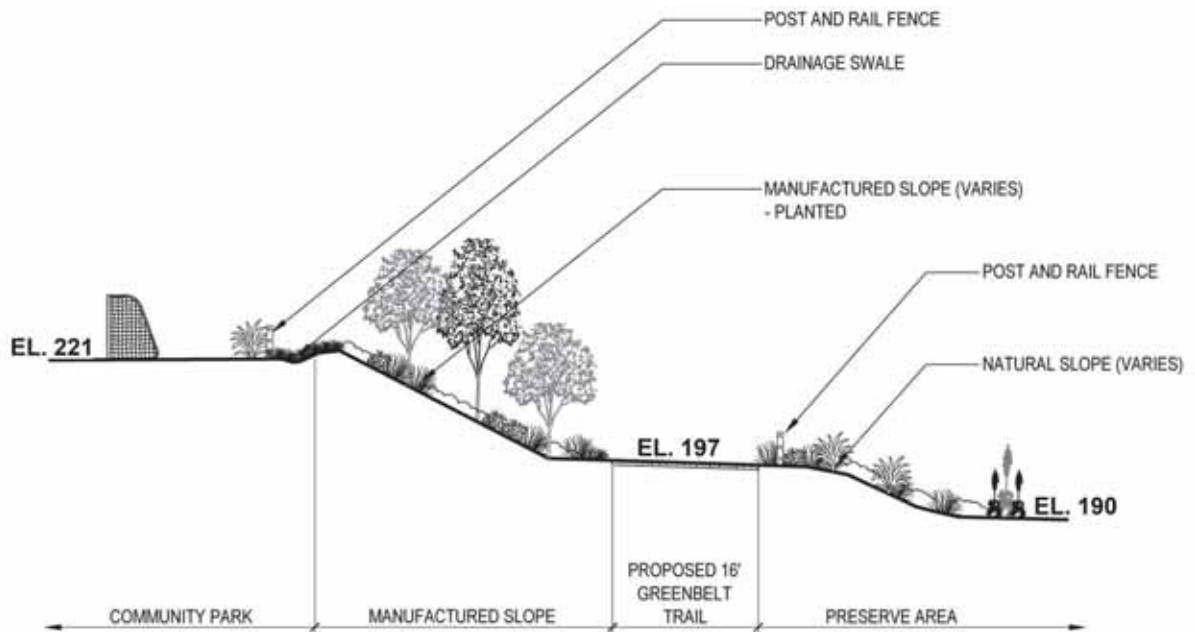 POST AND RAIL FENCE
DRAINAGE SWALE
MANUFACTURED SLOPE (VARIES)
- PLANTED
POST AND RAIL FENCE
EL. 221
NATURAL SLOPE (VARIES)
EL. 197
EL. 190
PROPOSED 16'
GREENBELT
TRAIL
COMMUNITY PARK
MANUFACTURED SLOPE
PRESERVE AREA